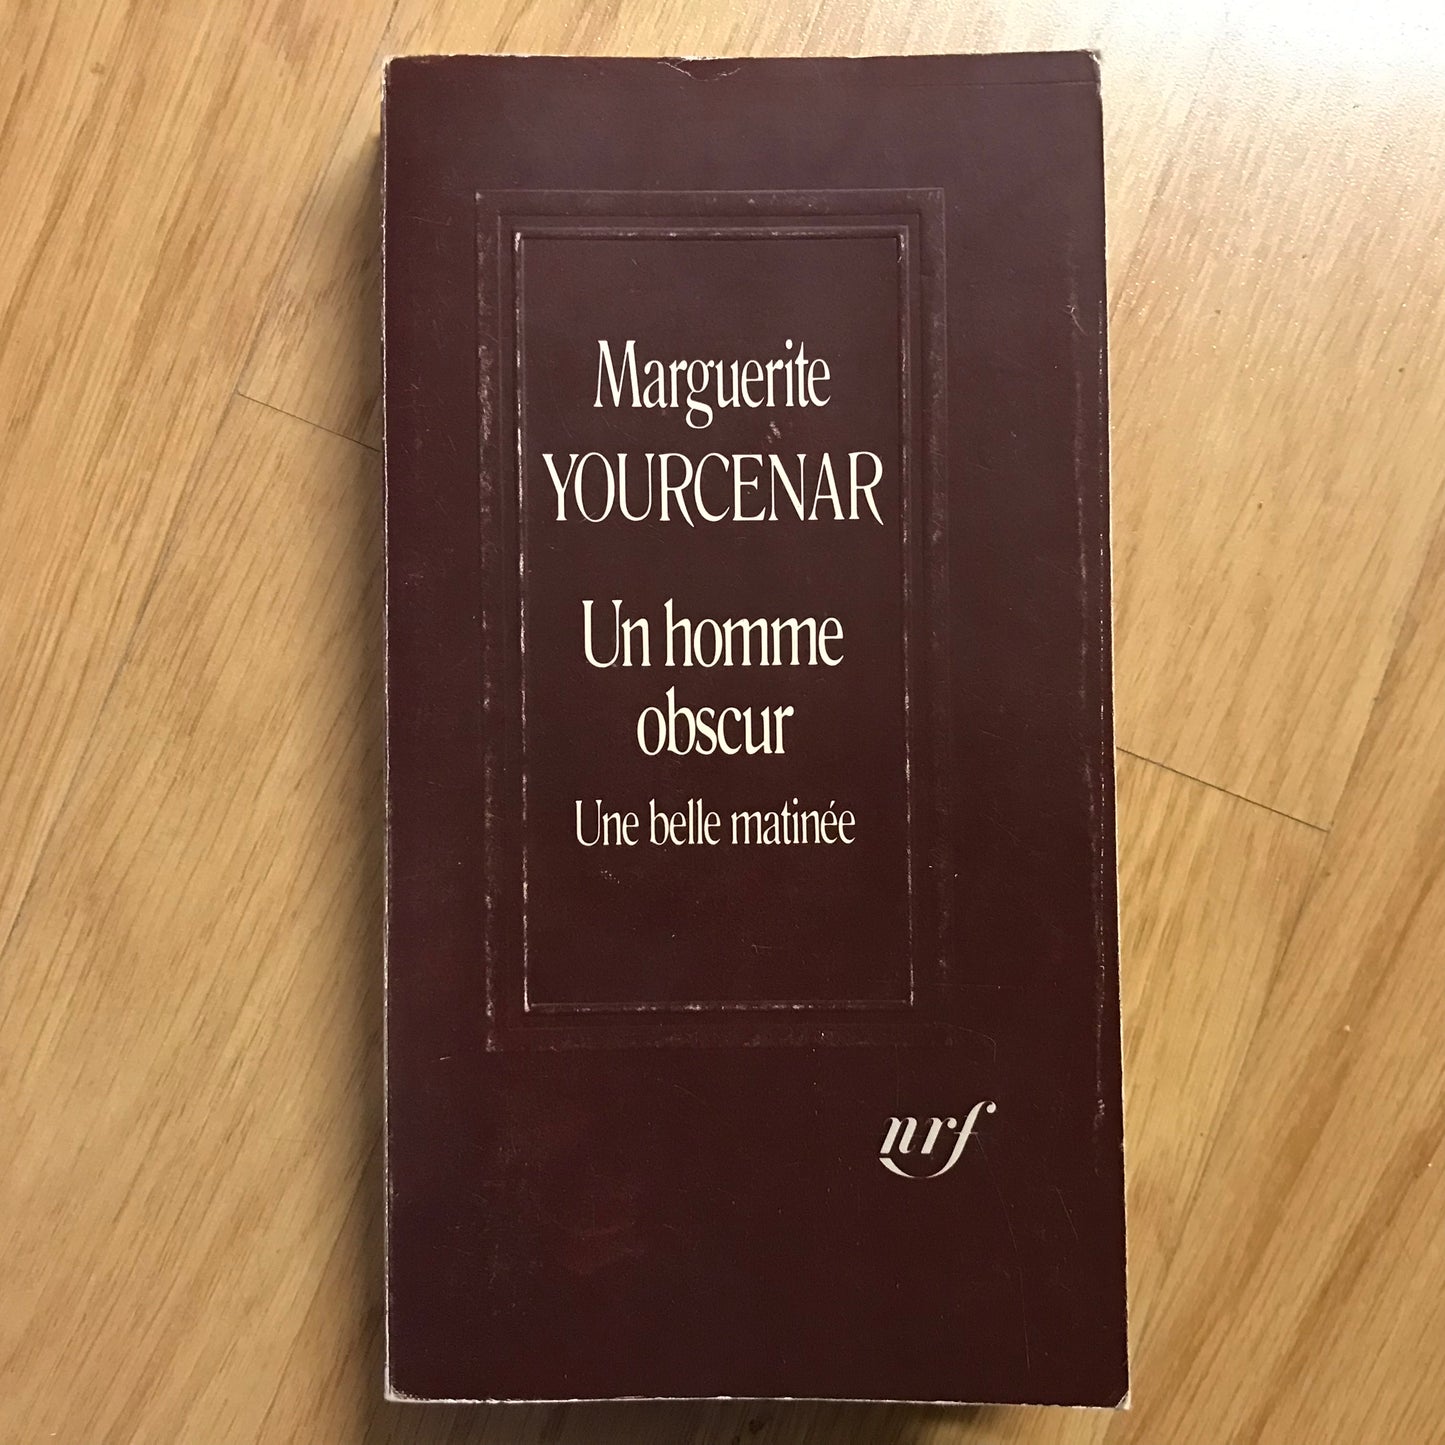 Marguerite
YOURCENAR
Un homme
obscur
Une belle matinée
nrf